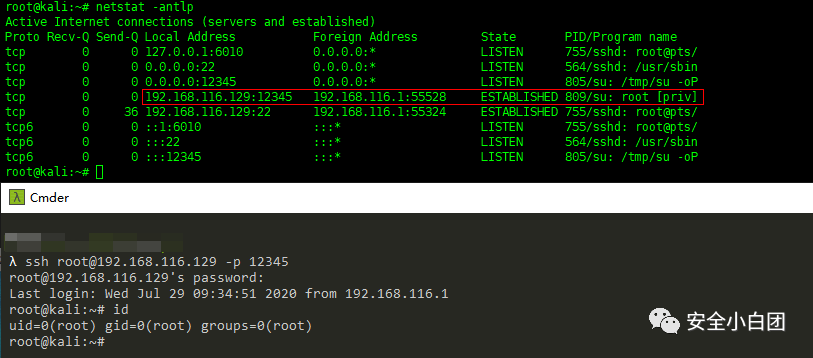 root@kali:~# netstat -antlp
Active Internet connections (servers and established)
Proto Recv-Q Send-Q Local Address           Foreign Address         State       PID/Program name
tcp        0      0 127.0.0.1:6010          0.0.0.0:*               LISTEN      755/sshd: root@pts/
tcp        0      0 0.0.0.0:22              0.0.0.0:*               LISTEN      564/sshd: /usr/sbin
tcp        0      0 0.0.0.0:12345           0.0.0.0:*               LISTEN      805/su: /tmp/su -oP
tcp        0      0 192.168.116.129:12345   192.168.116.1:55528     ESTABLISHED 809/su: root [priv]
tcp        0     36 192.168.116.129:22      192.168.116.1:55324     ESTABLISHED 755/sshd: root@pts/
tcp6       0      0 ::1:6010                :::*                    LISTEN      755/sshd: root@pts/
tcp6       0      0 :::22                   :::*                    LISTEN      564/sshd: /usr/sbin
tcp6       0      0 :::12345                :::*                    LISTEN      805/su: /tmp/su -oP
root@kali:~#
λ Cmder
λ ssh root@192.168.116.129 -p 12345
root@192.168.116.129's password:
Last login: Wed Jul 29 09:34:51 2020 from 192.168.116.1
root@kali:~# id
uid=0(root) gid=0(root) groups=0(root)
root@kali:~#
安全小白团